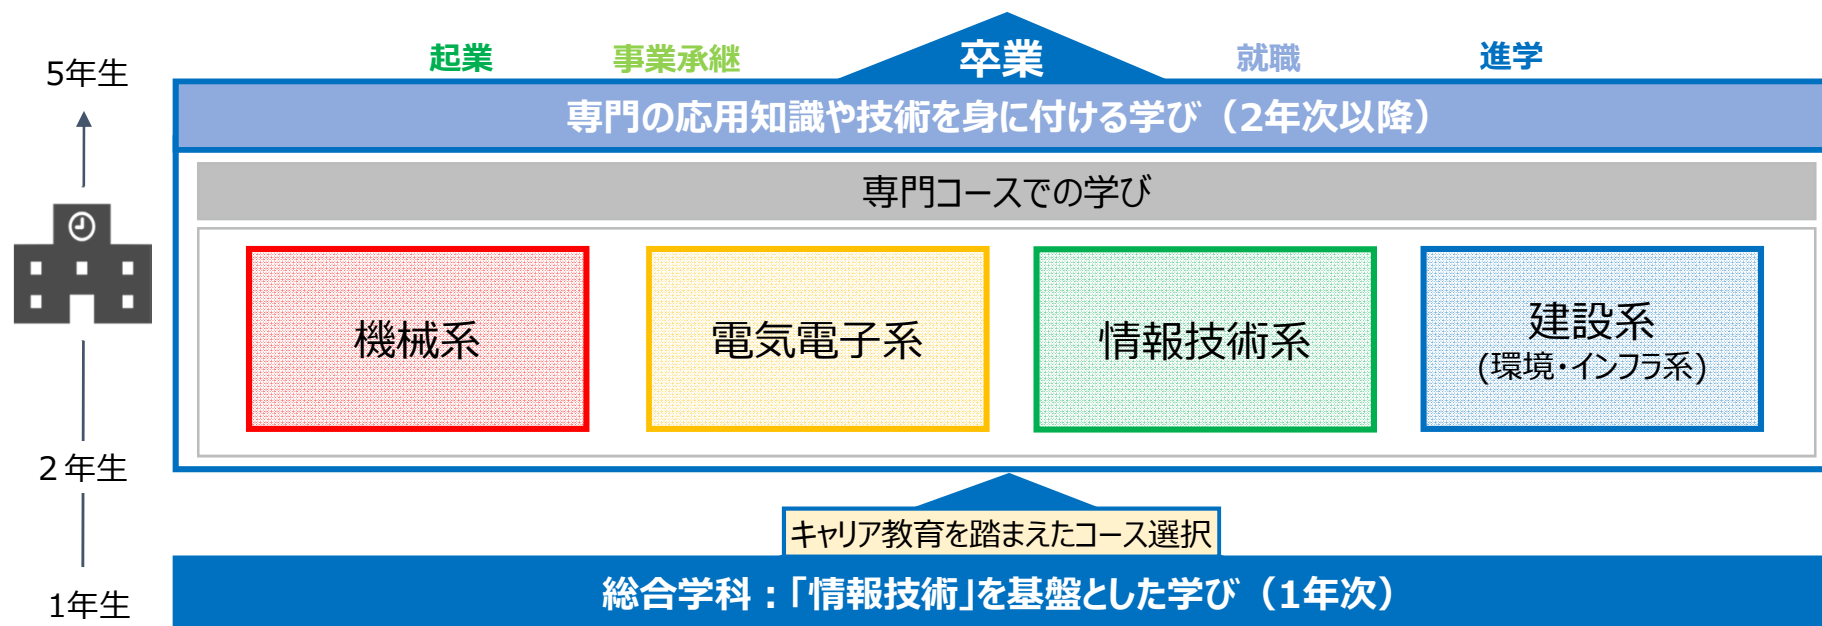 起業
事業承継
卒業
就職
進学
5年生
専門の応用知識や技術を身に付ける学び（2年次以降）
専門コースでの学び
機械系
電気電子系
情報技術系
建設系
(環境・インフラ系)
２年生
キャリア教育を踏まえたコース選択
総合学科：「情報技術」を基盤とした学び（1年次）
1年生